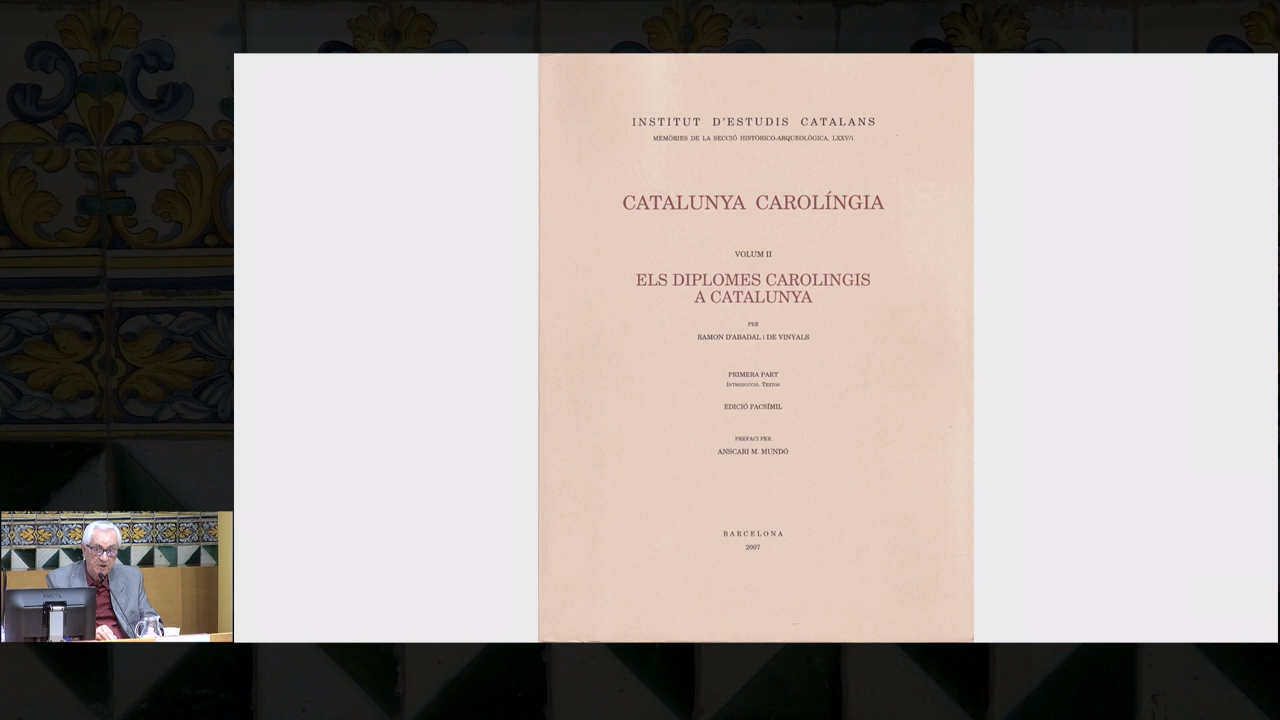 INSTITUT D'ESTUDIS CATALANS
MEMÒRIES DE LA SECCIÓ HISTÒRICO-ARQUEOLÒGICA, LXXV/1
CATALUNYA CAROLÍNGIA
VOLUM II
ELS DIPLOMES CAROLINGIS
A CATALUNYA
PER
RAMON D'ABADAL I DE VINYALS
PRIMERA PART
INTRODUCCIÓ. TEXTOS
EDICIÓ FACSÍMIL
PREFACI PER
ANSCARI M. MUNDÓ
BARCELONA
2007